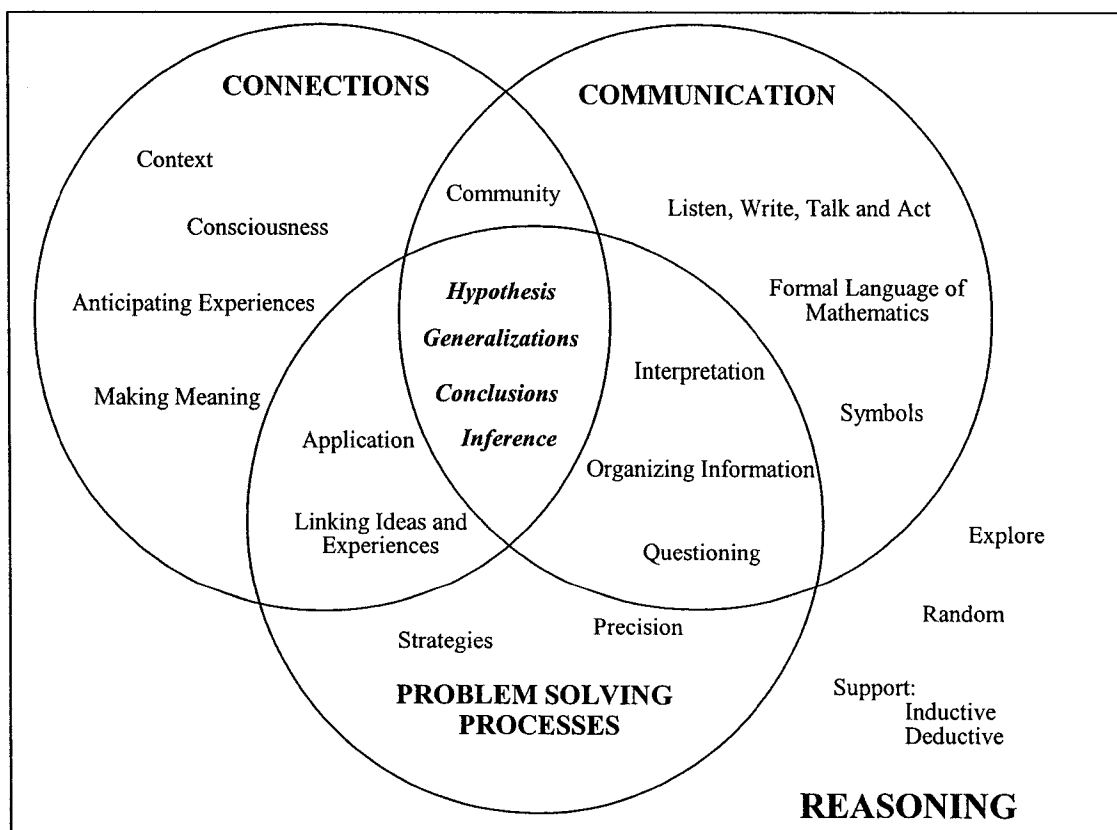 CONNECTIONS
COMMUNICATION
Context
Community
Listen, Write, Talk and Act
Consciousness
Anticipating Experiences
Hypothesis
Formal Language of
Mathematics
Generalizations
Interpretation
Making Meaning
Conclusions
Symbols
Application
Inference
Organizing Information
Linking Ideas and
Experiences
Questioning
Explore
Strategies
Precision
Random
PROBLEM SOLVING
PROCESSES
Support:
Inductive
Deductive
REASONING